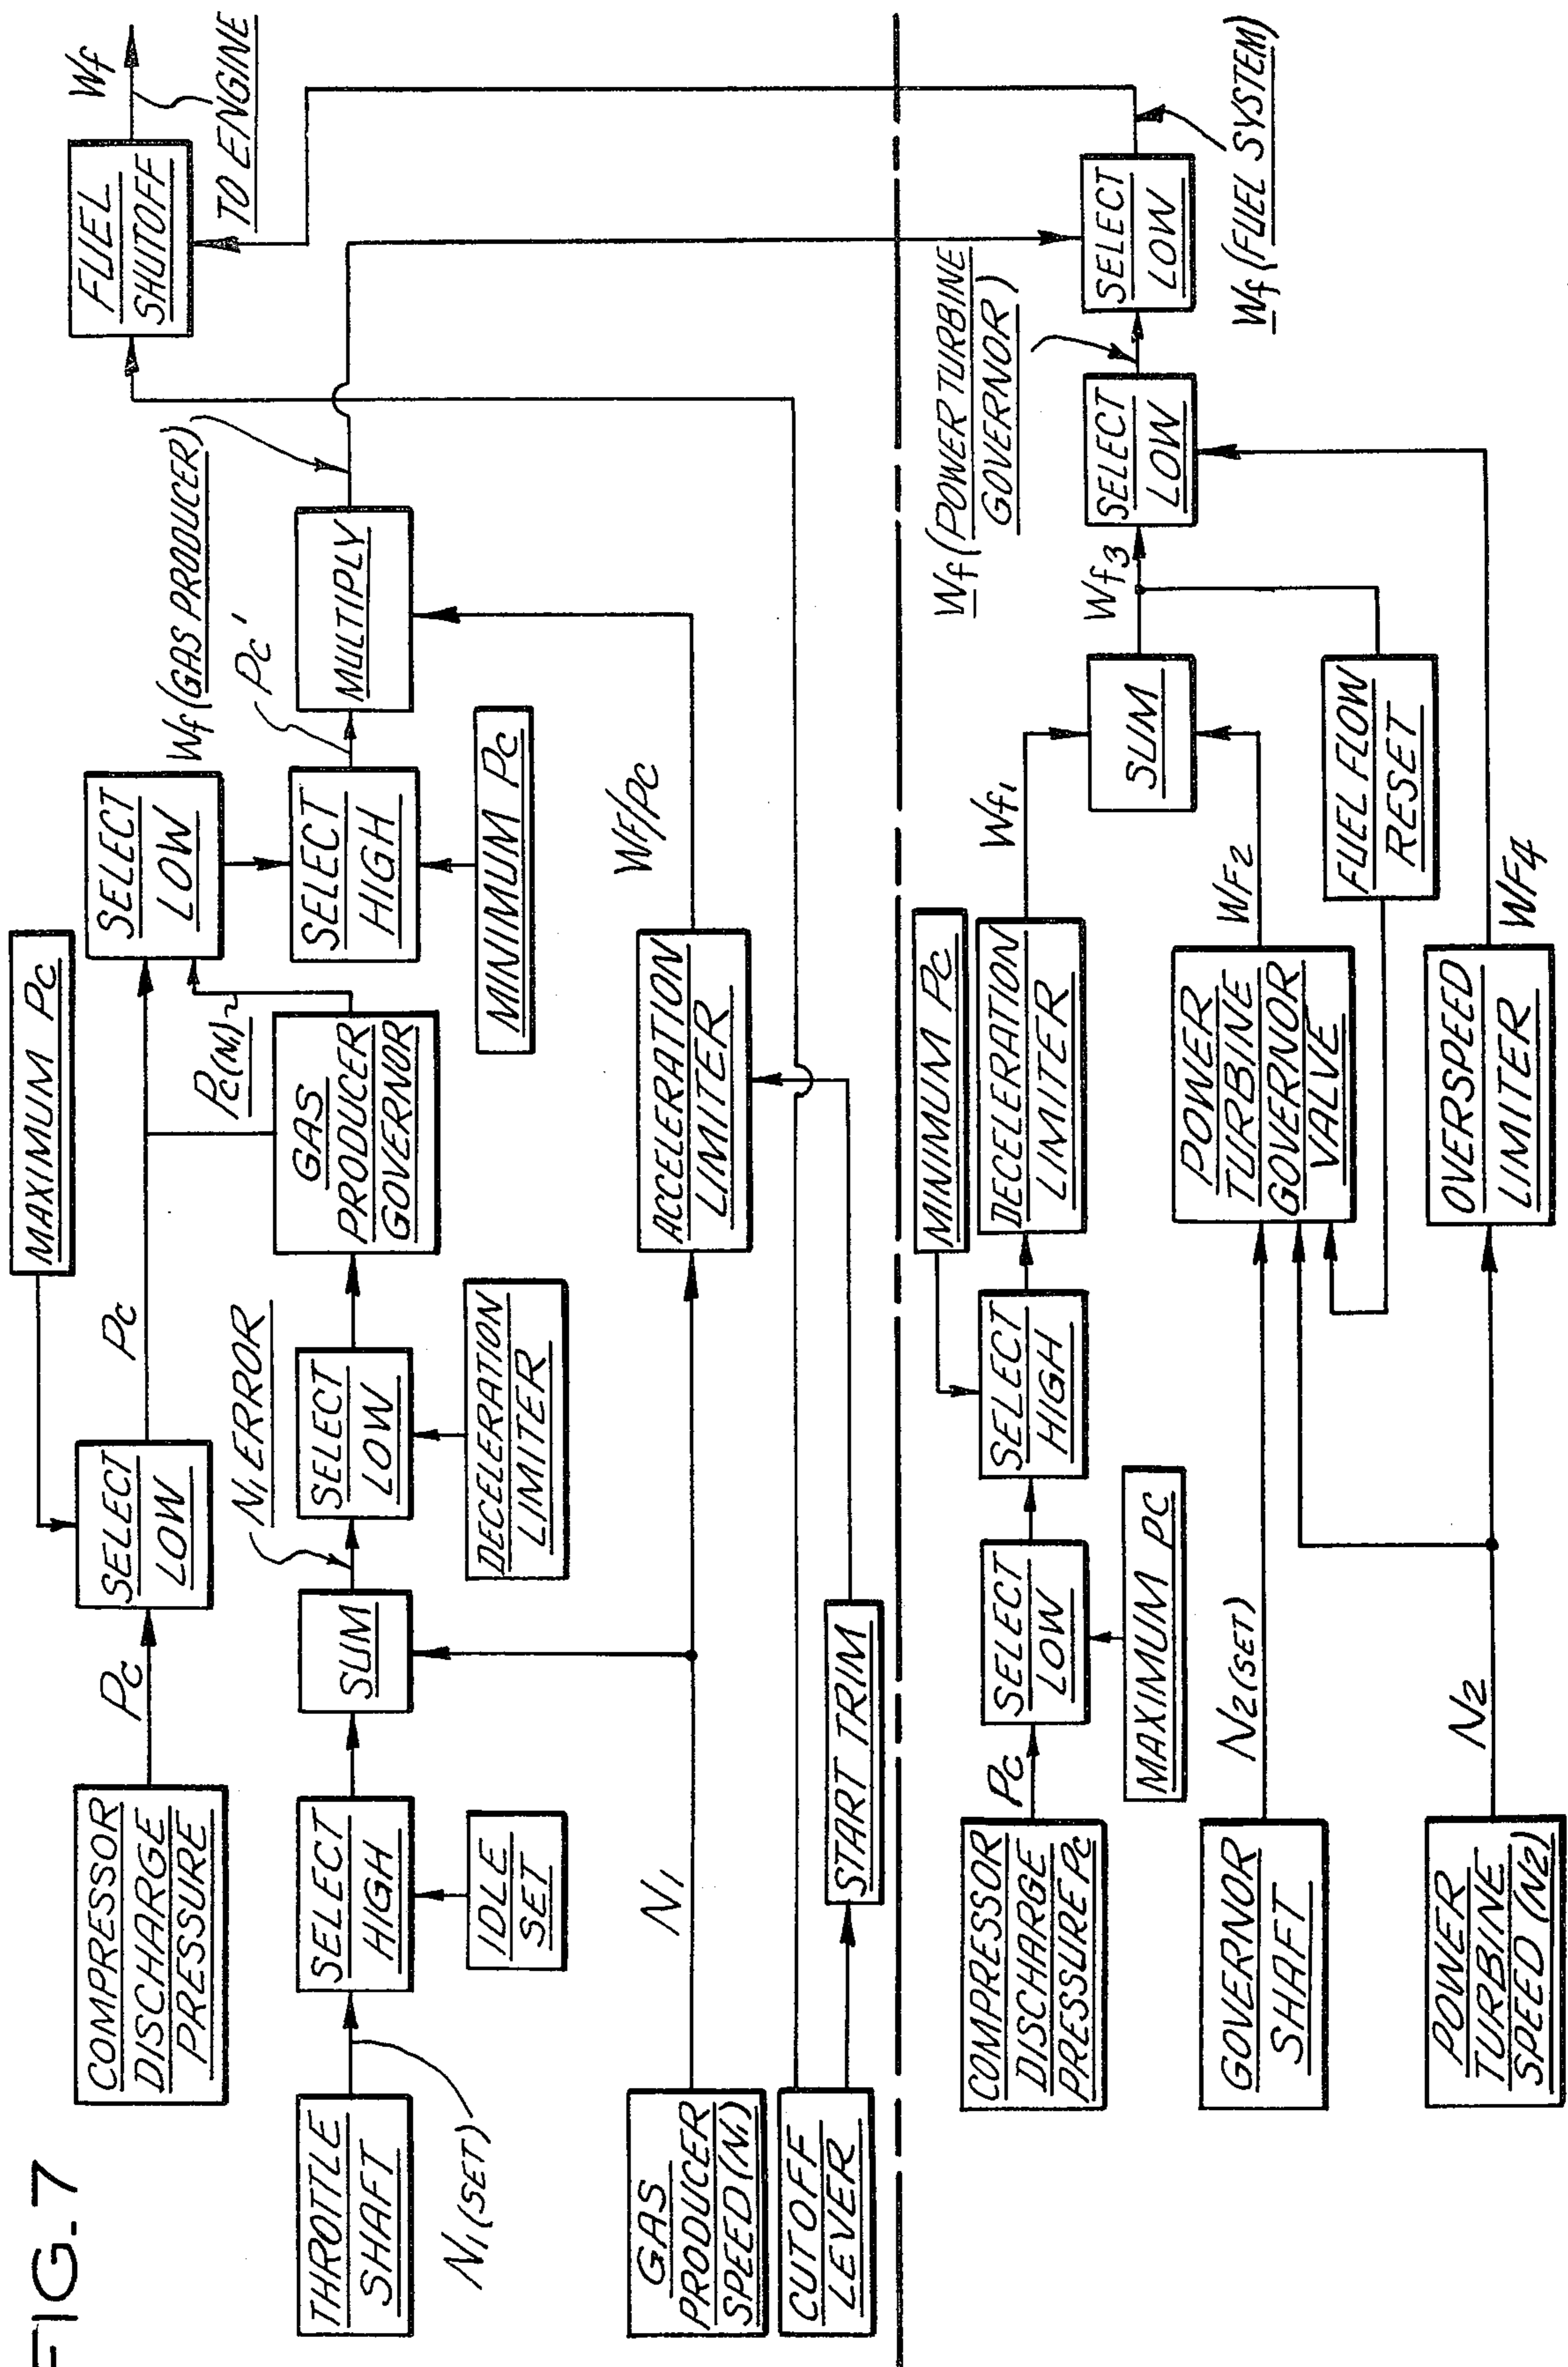 FIG. 7
COMPRESSOR
DISCHARGE
PRESSURE
Pc
SELECT
LOW
MAXIMUM Pc
Pc
SELECT
LOW
Pc(N)
THROTTLE
SHAFT
N1 (SET)
SELECT
HIGH
IDLE
SET
SUM
N1 ERROR
SELECT
LOW
DECELERATION
LIMITER
GAS
PRODUCER
GOVERNOR
SELECT
HIGH
MINIMUM Pc
Pc'
MULTIPLY
Wf (GAS PRODUCER)
FUEL
SHUTOFF
Wf
TO ENGINE
GAS
PRODUCER
SPEED (N1)
N1
ACCELERATION
LIMITER
WF/PC
CUTOFF
LEVER
START TRIM
COMPRESSOR
DISCHARGE
PRESSURE Pc
Pc
SELECT
LOW
MAXIMUM PC
SELECT
HIGH
MINIMUM Pc
DECELERATION
LIMITER
Wf1
GOVERNOR
SHAFT
N2 (SET)
POWER
TURBINE
GOVERNOR
VALVE
WF2
SUM
Wf3
FUEL FLOW
RESET
SELECT
LOW
Wf (POWER TURBINE
GOVERNOR)
SELECT
LOW
Wf (FUEL SYSTEM)
POWER
TURBINE
SPEED (N2)
N2
OVERSPEED
LIMITER
WF4